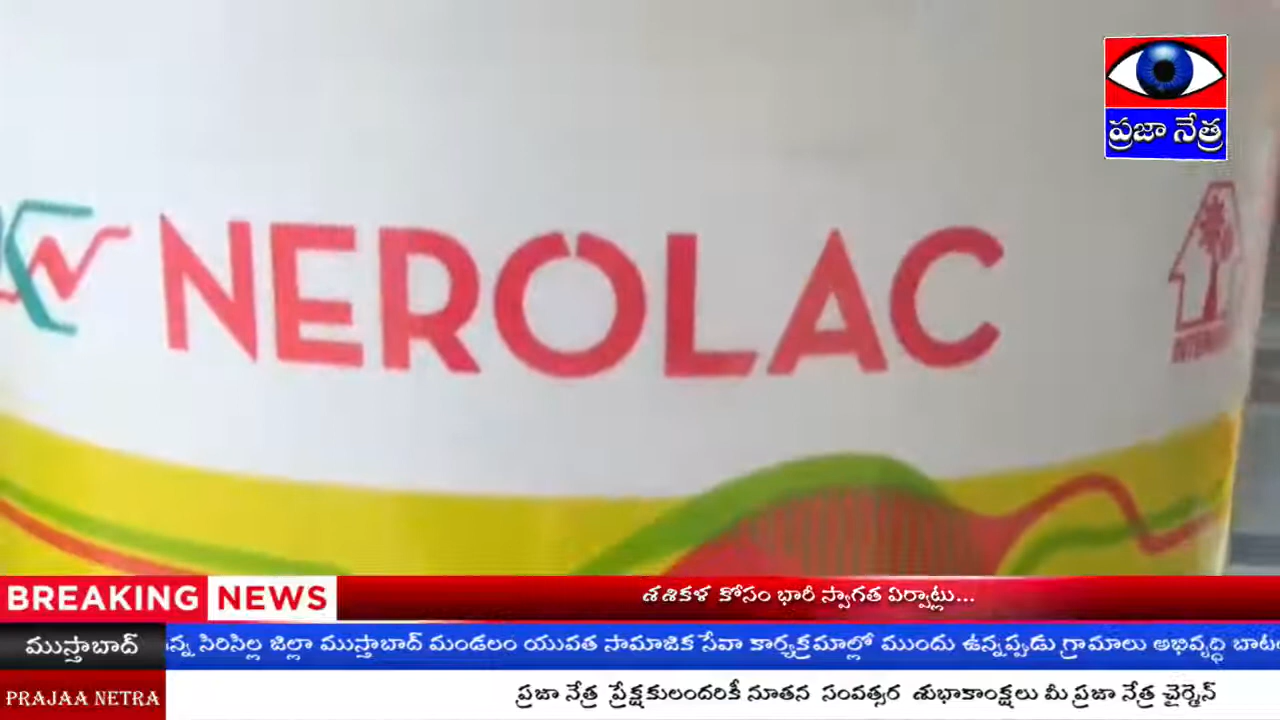 ప్రజా నేత్ర
NEROLAC
BREAKING NEWS
శశికళ కోసం భారీ స్వాగత ఏర్పాట్లు...
ముస్తాబాద్
న్న సిరిసిల్ల జిల్లా ముస్తాబాద్ మండలం యువత సామాజిక సేవా కార్యక్రమాల్లో ముందు ఉన్నప్పుడు గ్రామాలు అభివృద్ధి
PRAJAA NETRA
ప్రజా నేత్ర ప్రేక్షకులందరికీ నూతన సంవత్సర శుభాకాంక్షలు మీ ప్రజా నేత్ర చైర్మెన్